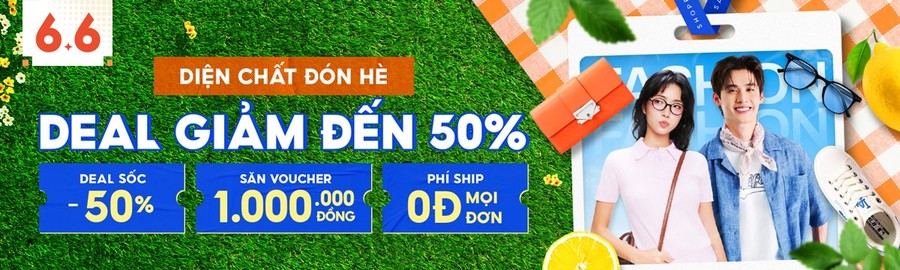 6.6
DIỆN CHẤT ĐÓN HÈ
DEAL GIẢM ĐẾN 50%
DEAL SỐC
- 50%
SĂN VOUCHER
1.000.000
ĐỒNG
PHÍ SHIP
0Đ MỌI
ĐƠN
FASHION
FASHION